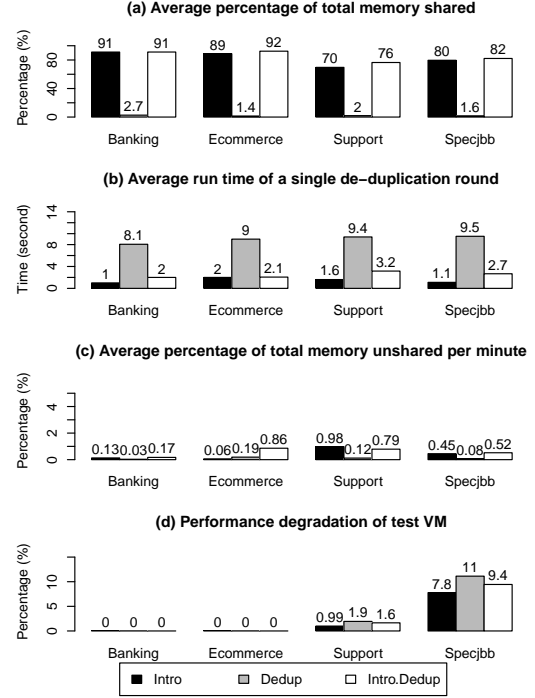 (a) Average percentage of total memory shared
Percentage (%)
0 40 80
91 2.7 91 89 1.4 92 70 2 76 80 1.6 82
Banking Ecommerce Support Specjbb
(b) Average run time of a single de−duplication round
Time (second)
0 4 8 14
1 8.1 2 2 9 2.1 1.6 9.4 3.2 1.1 9.5 2.7
Banking Ecommerce Support Specjbb
(c) Average percentage of total memory unshared per minute
Percentage (%)
0 2 4
0.13 0.03 0.17 0.06 0.19 0.86 0.98 0.12 0.79 0.45 0.08 0.52
Banking Ecommerce Support Specjbb
(d) Performance degradation of test VM
Percentage (%)
0 5 10
0 0 0 0 0 0 0.99 1.9 1.6 7.8 11 9.4
Banking Ecommerce Support Specjbb
Intro Dedup Intro.Dedup